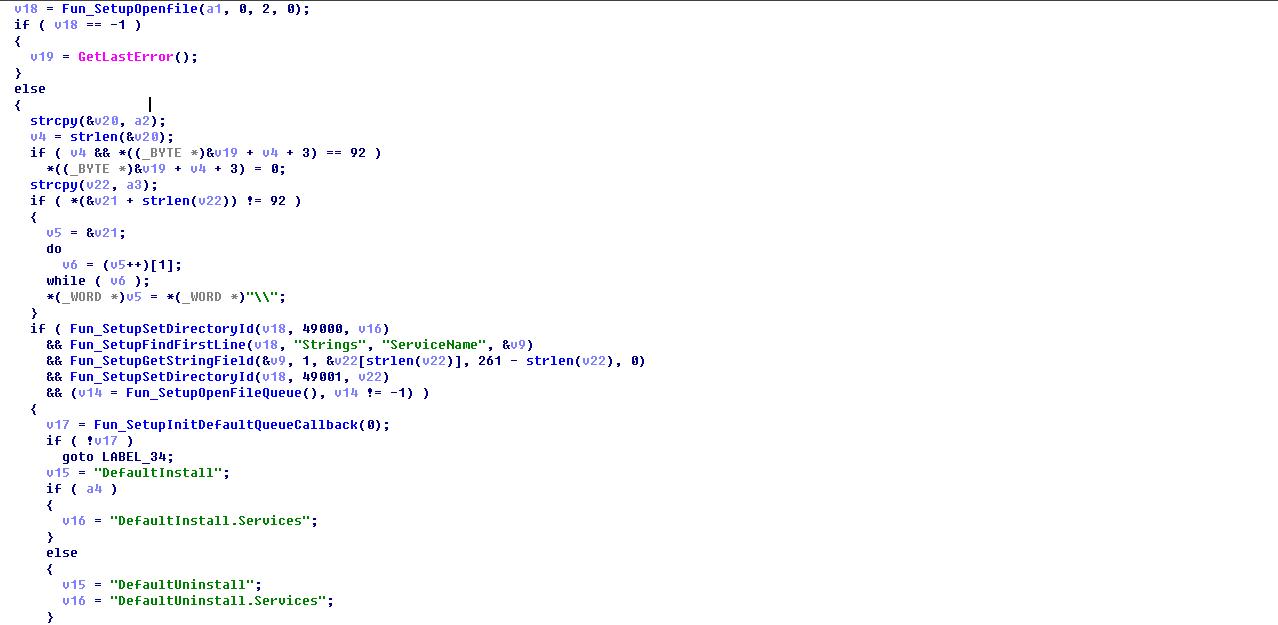 v18 = Fun_SetupOpenfile(a1, 0, 2, 0);
if ( v18 == -1 )
{
v19 = GetLastError();
}
else
{
strcpy(&v20, a2);
v4 = strlen(&v20);
if ( v4 && *((_BYTE *)&v19 + v4 + 3) == 92 )
*((_BYTE *)&v19 + v4 + 3) = 0;
strcpy(v22, a3);
if ( *(&v21 + strlen(v22)) != 92 )
{
v5 = &v21;
do
v6 = (v5++)[1];
while ( v6 );
*(_WORD *)v5 = *(_WORD *)"\\";
}
if ( Fun_SetupSetDirectoryId(v18, 49000, v16)
&& Fun_SetupFindFirstLine(v18, "Strings", "ServiceName", &v9)
&& Fun_SetupGetStringField(&v9, 1, &v22[strlen(v22)], 261 - strlen(v22), 0)
&& Fun_SetupSetDirectoryId(v18, 49001, v22)
&& (v14 = Fun_SetupOpenFileQueue(), v14 != -1) )
{
v17 = Fun_SetupInitDefaultQueueCallback(0);
if ( !v17 )
goto LABEL_34;
v15 = "DefaultInstall";
if ( a4 )
{
v16 = "DefaultInstall.Services";
}
else
{
v15 = "DefaultUninstall";
v16 = "DefaultUninstall.Services";
}